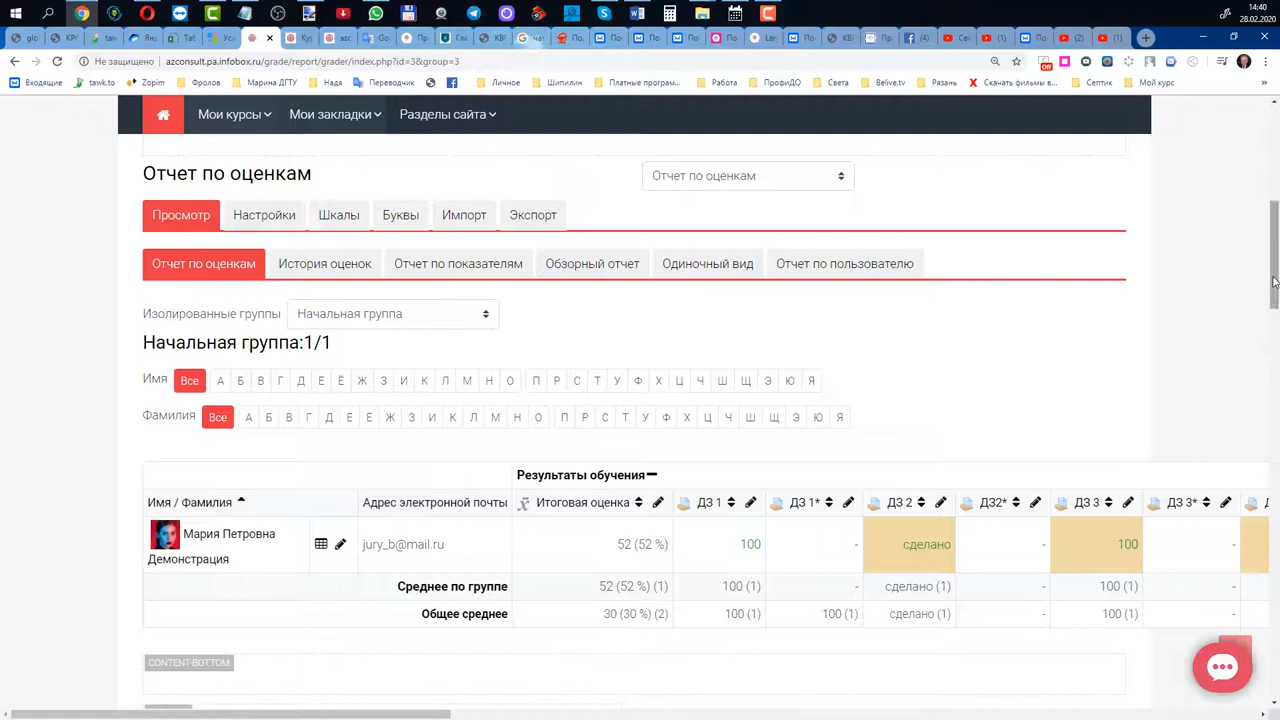 14:40
28.02.2020
Не защищено
azconsult.pa.infobox.ru/grade/report/grader/index.php?id=3&group=3
Входящие
tawk.to
Zopim
Фролов
Марина ДГТУ
Надя
Переводчик
Личное
Шипилин
Платные програм...
Работа
ПрофиДО
Света
Belive.tv
Рязань
Скачать фильмы в...
Септик
Мой курс
Мои курсы
Мои закладки
Разделы сайта
Отчет по оценкам
Отчет по оценкам
Просмотр
Настройки
Шкалы
Буквы
Импорт
Экспорт
Отчет по оценкам
История оценок
Отчет по показателям
Обзорный отчет
Одиночный вид
Отчет по пользователю
Изолированные группы
Начальная группа
Начальная группа:1/1
Имя Все А Б В Г Д Е Ё Ж З И К Л М Н О П Р С Т У Ф Х Ц Ч Ш Щ Э Ю Я
Фамилия Все А Б В Г Д Е Ё Ж З И К Л М Н О П Р С Т У Ф Х Ц Ч Ш Щ Э Ю Я
Результаты обучения
Имя / Фамилия Адрес электронной почты Итоговая оценка ДЗ 1 ДЗ 1* ДЗ 2 ДЗ2* ДЗ 3 ДЗ 3*
Мария Петровна
Демонстрация
jury_b@mail.ru 52 (52 %) 100 - сделано - 100 -
Среднее по группе 52 (52 %) (1) 100 (1) - сделано (1) - 100 (1) -
Общее среднее 30 (30 %) (2) 100 (1) 100 (1) сделано (1) - 100 (1) -
CONTENT-BOTTOM